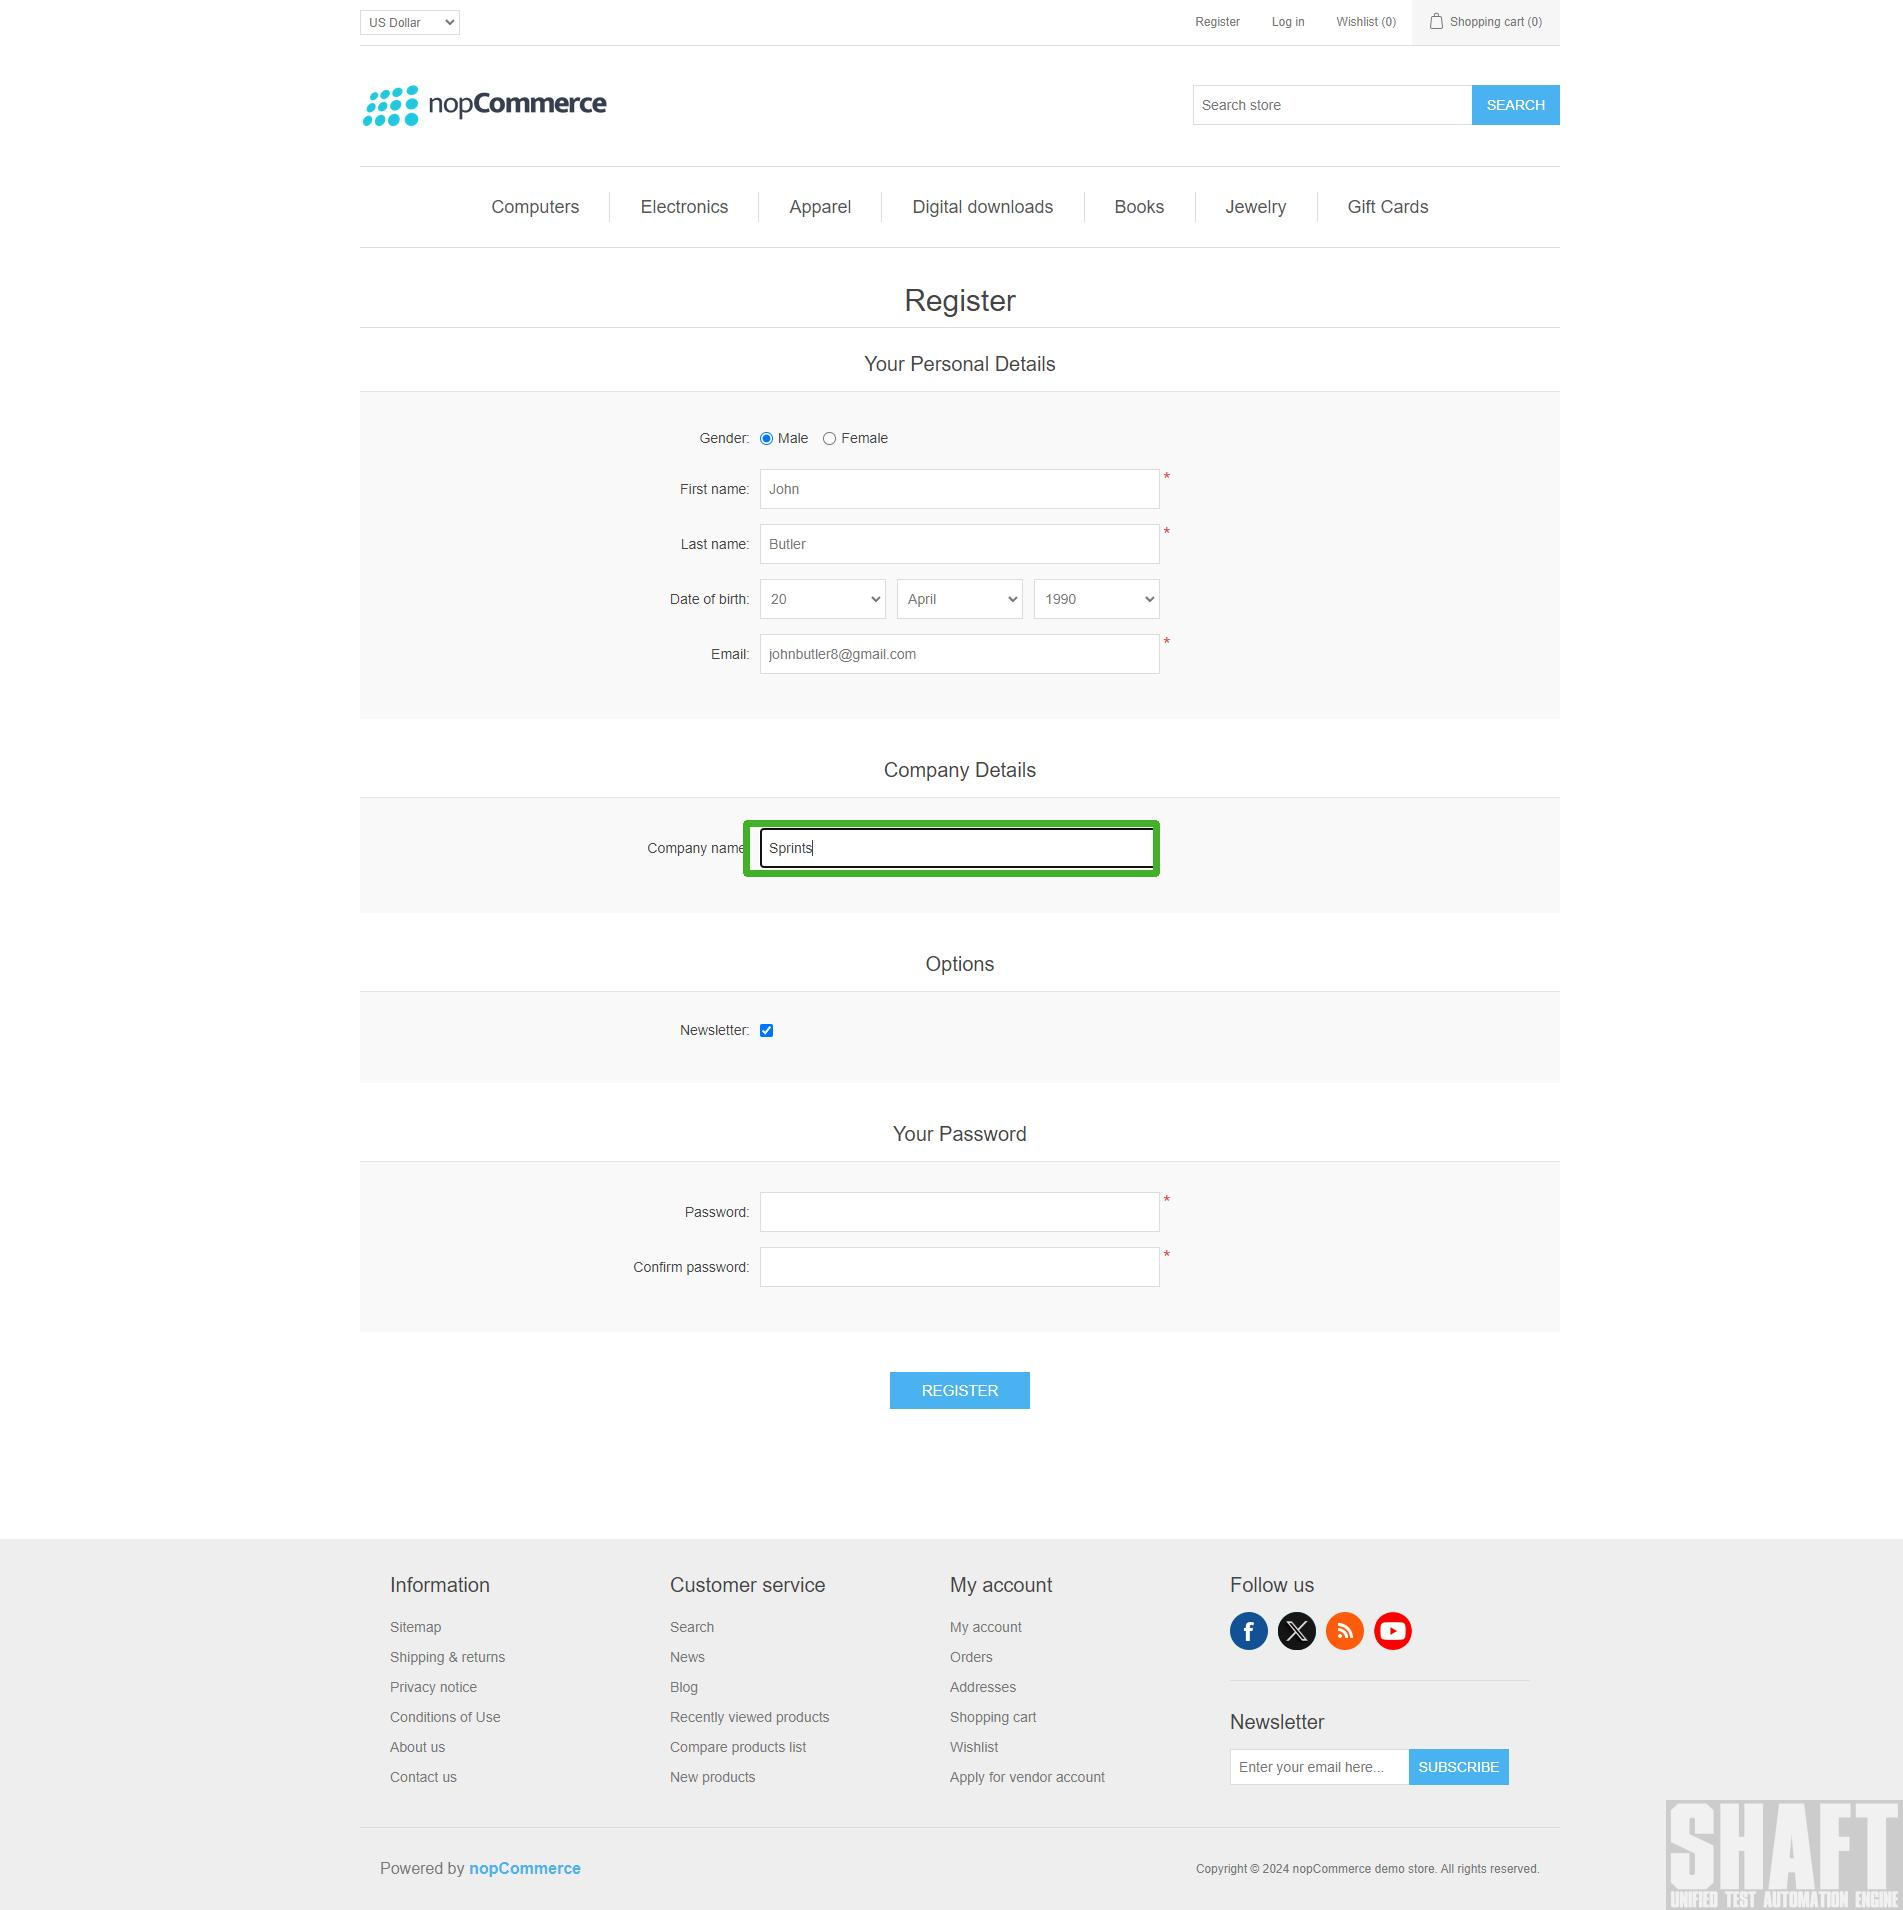 US Dollar
Register Log in Wishlist (0) Shopping cart (0)
nopCommerce
Search store SEARCH
Computers Electronics Apparel Digital downloads Books Jewelry Gift Cards
Register
Your Personal Details
Gender: Male Female
First name: John *
Last name: Butler *
Date of birth: 20 April 1990
Email: johnbutler8@gmail.com *
Company Details
Company name Sprints
Options
Newsletter:
Your Password
Password: *
Confirm password: *
REGISTER
Information
Sitemap
Shipping & returns
Privacy notice
Conditions of Use
About us
Contact us
Customer service
Search
News
Blog
Recently viewed products
Compare products list
New products
My account
My account
Orders
Addresses
Shopping cart
Wishlist
Apply for vendor account
Follow us
Newsletter
Enter your email here... SUBSCRIBE
Powered by nopCommerce
Copyright © 2024 nopCommerce demo store. All rights reserved.
SHAFT
UNIFIED TEST AUTOMATION ENGINE